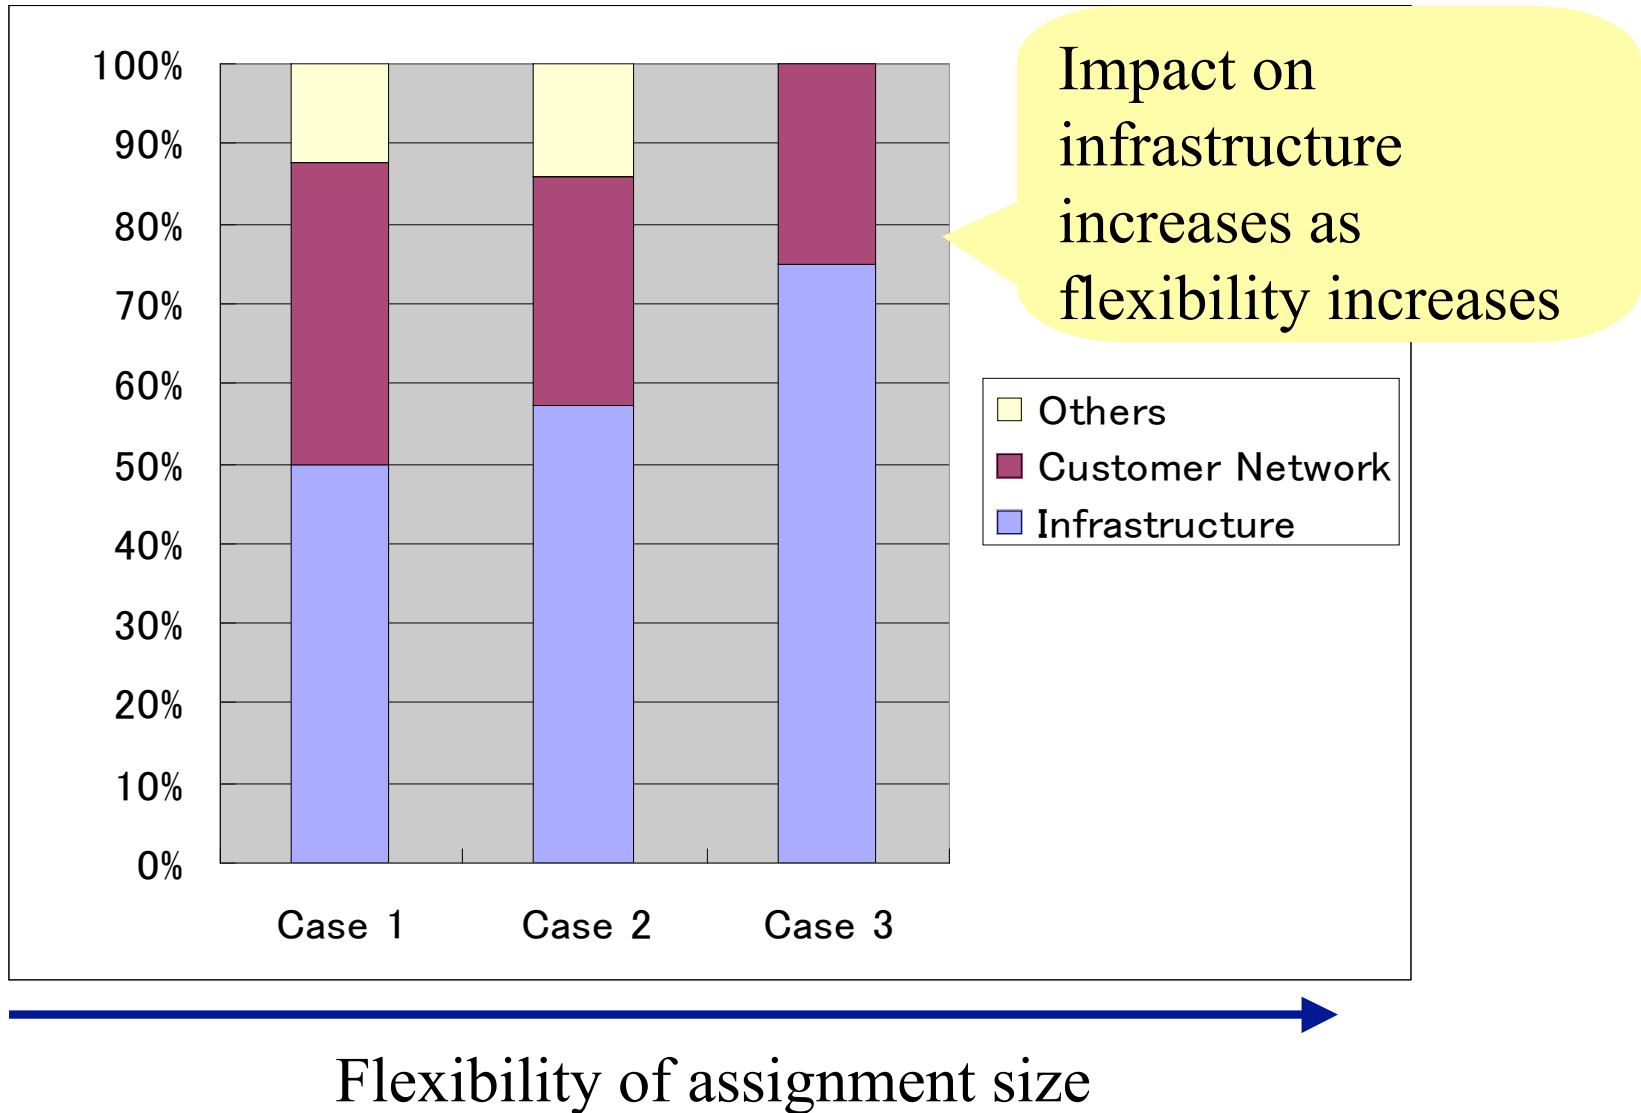 Impact on
infrastructure
increases as
flexibility increases
100%
90%
80%
70%
60%
50%
40%
30%
20%
10%
0%
Case 1 Case 2 Case 3
Others
Customer Network
Infrastructure
Flexibility of assignment size